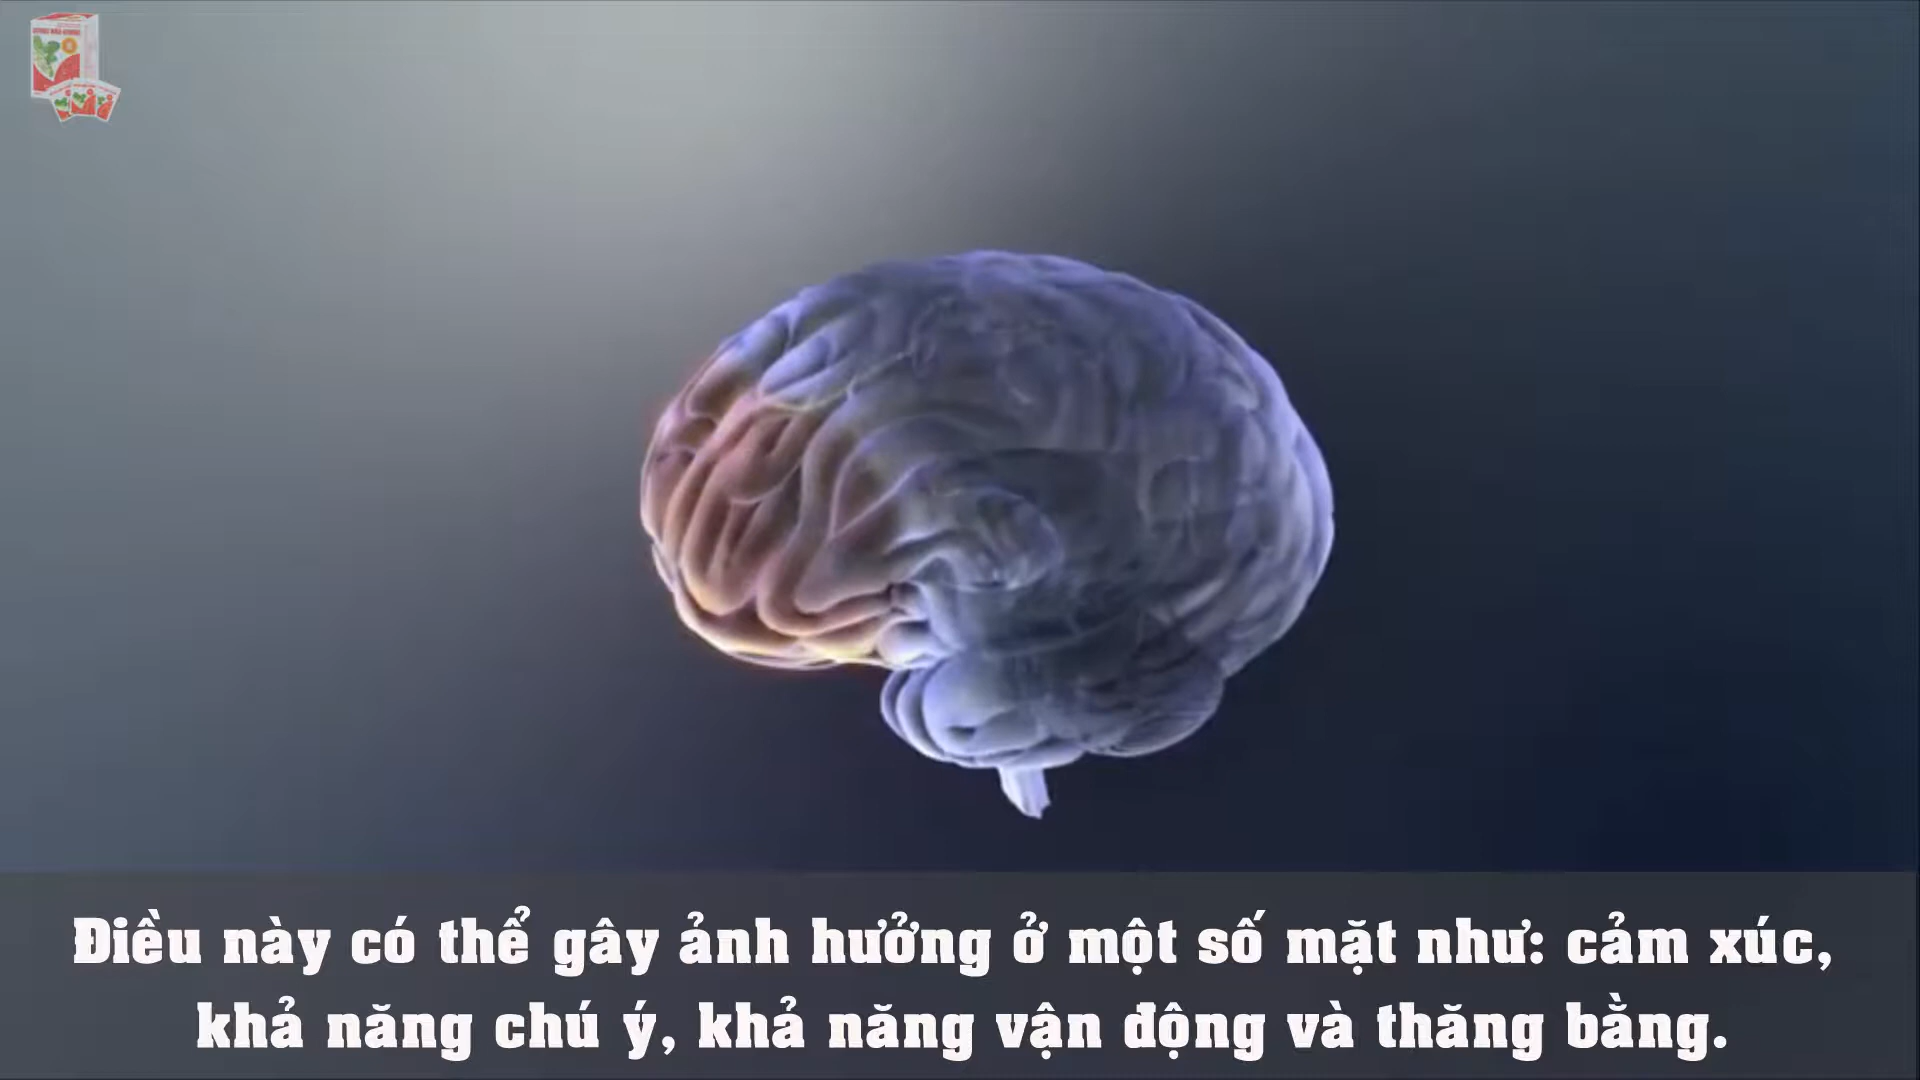 Điều này có thể gây ảnh hưởng ở một số mặt như: cảm xúc,
khả năng chú ý, khả năng vận động và thăng bằng.